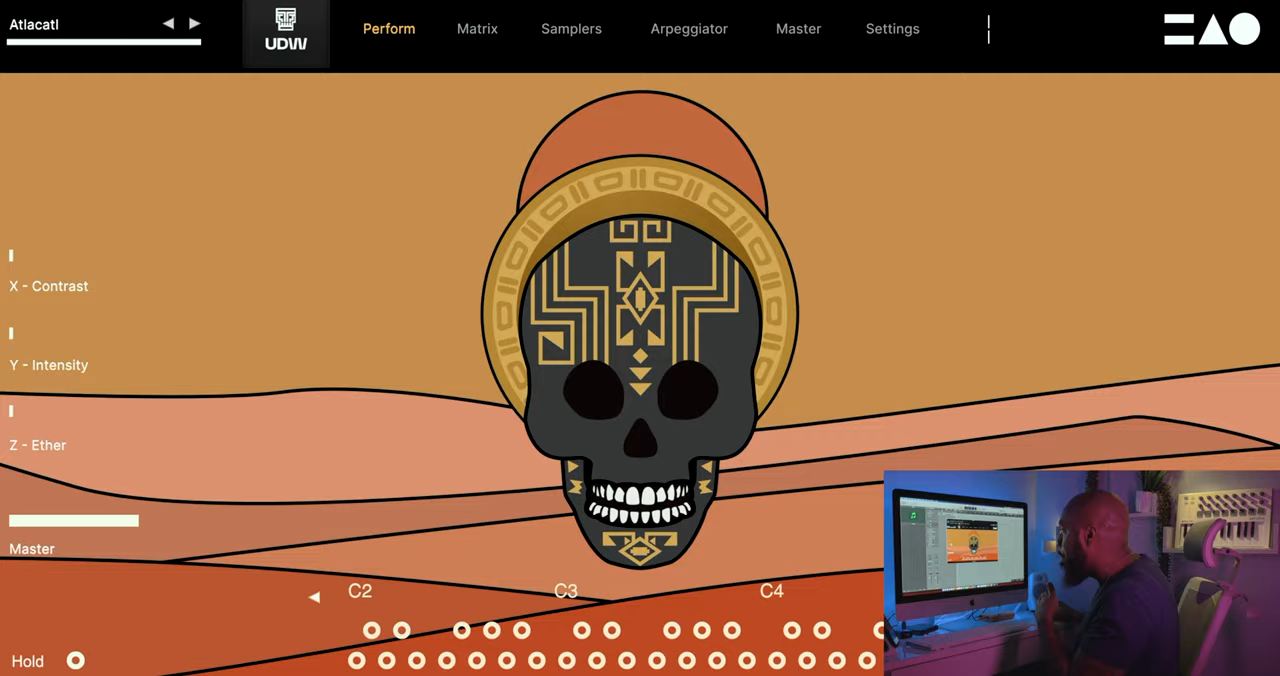 Atlacatl
UDW
Perform
Matrix
Samplers
Arpeggiator
Master
Settings
X - Contrast
Y - Intensity
Z - Ether
Master
C2
C3
C4
Hold